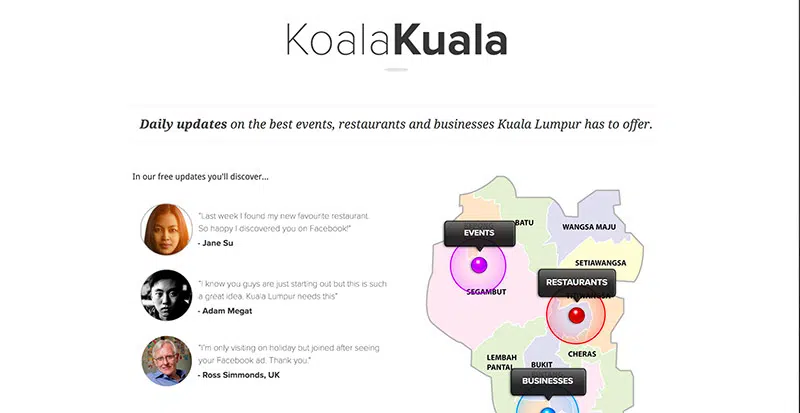 KoalaKuala
Daily updates on the best events, restaurants and businesses Kuala Lumpur has to offer.
In our free updates you'll discover...
"Last week I found my new favourite restaurant.
So happy I discovered you on Facebook!"
- Jane Su
"I know you guys are just starting out but this is such
a great idea. Kuala Lumpur needs this"
- Adam Megat
"I'm only visiting on holiday but joined after seeing
your Facebook ad. Thank you."
- Ross Simmonds, UK
BATU
WANGSA MAJU
EVENTS
SETIAWANGSA
RESTAURANTS
SEGAMBUT
CHERAS
LEMBAH
PANTAI
BUKIT
BUSINESSES